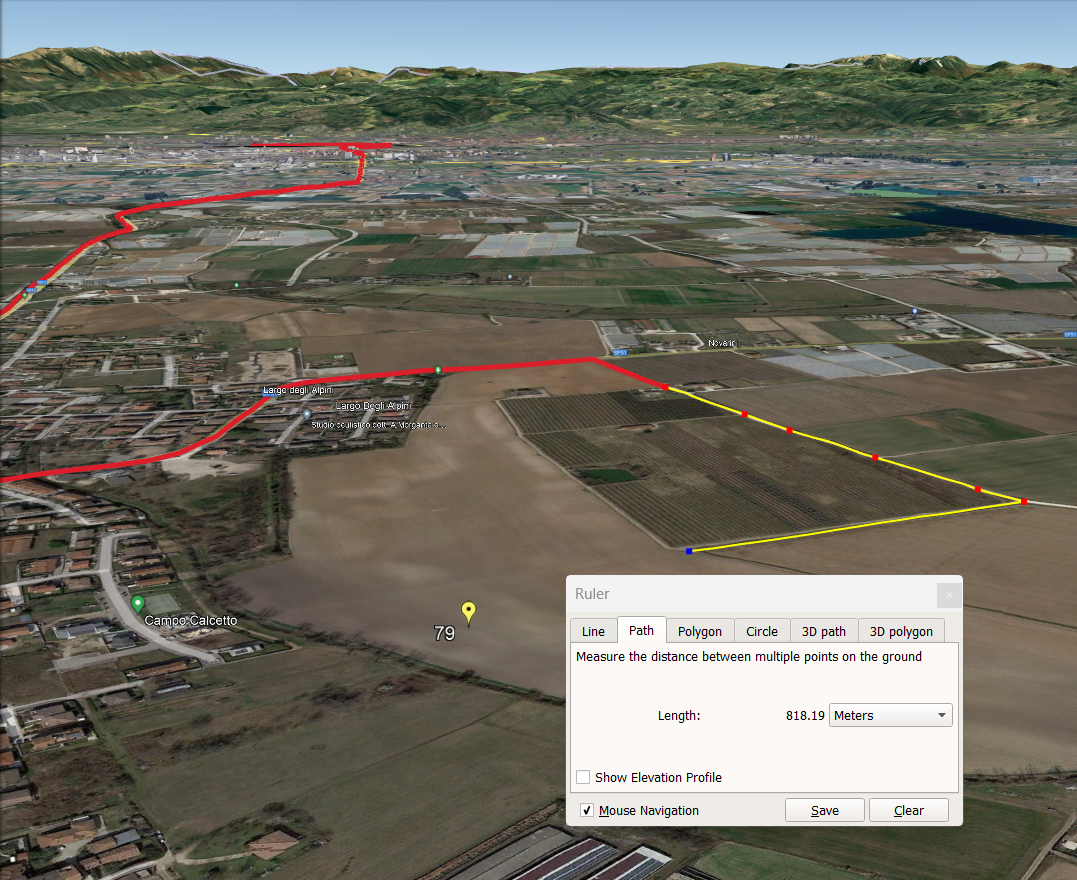 SP51
Novarin
SP51
Largo degli Alpini
Largo Degli Alpini
Studio oculistico dott. A.Morgante s...
Campo Calcetto
79
Ruler
Line
Path
Polygon
Circle
3D path
3D polygon
Measure the distance between multiple points on the ground
Length:
818.19
Meters
Show Elevation Profile
Mouse Navigation
Save
Clear